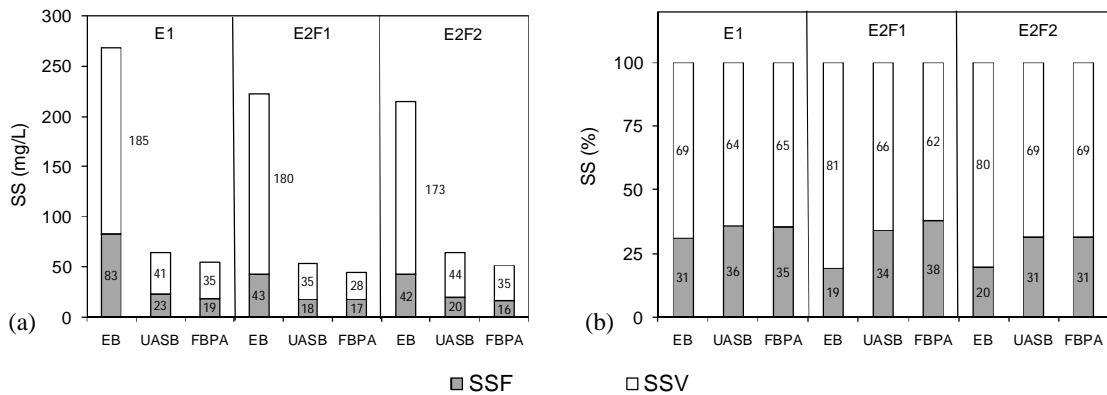 300
250
200
150
100
50
0
SS (mg/L)
E1 E2F1 E2F2
185
180
173
83 41 23 35 19
43 35 18 28 17
42 44 20 35 16
EB UASB FBPA EB UASB FBPA EB UASB FBPA
(a)
100
75
50
25
0
SS (%)
E1 E2F1 E2F2
69 64 65 81 66 62 80 69 69
31 36 35 19 34 38 20 31 31
EB UASB FBPA EB UASB FBPA EB UASB FBPA
(b)
SSF SSV